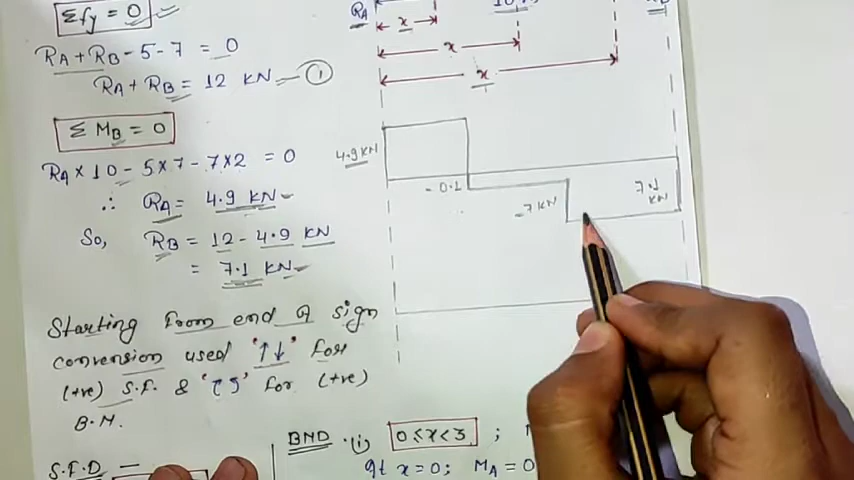 Σfy = 0
RA + RB - 5 - 7 = 0
RA + RB = 12 KN — ①
Σ MB = 0
RA × 10 - 5×7 - 7×2 = 0
∴ RA = 4.9 KN
So, RB = 12 - 4.9 KN
= 7.1 KN
Starting from end of sign
convension used '↑↓' for
(+ve) S.F. & '↾⇂' for (+ve)
B.M.
S.F.D —
RA
x
x
x
4.9 KN
- 0.1
-7 KN
7.1
KN
BMD (i) 0≤x<3 ;
at x=0; MA = 0